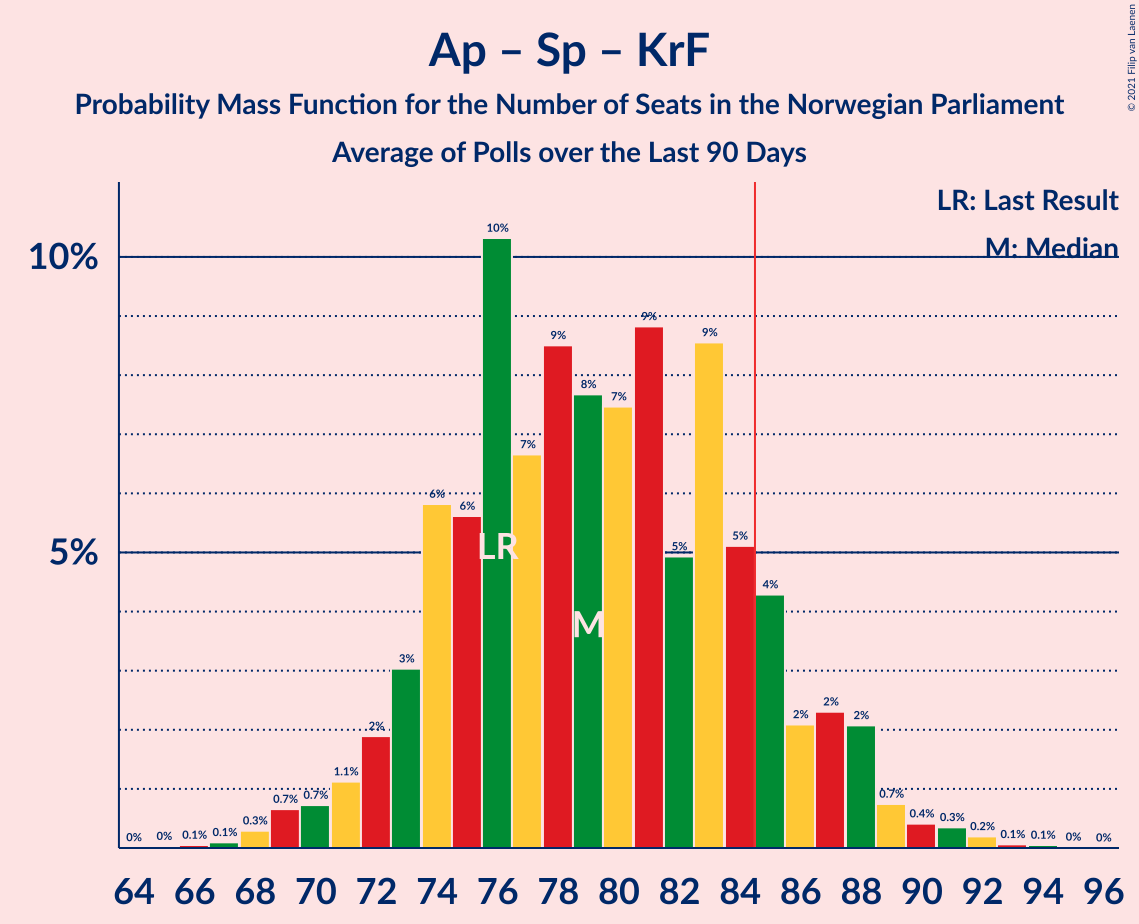 © 2021 Filip van Laenen
Ap – Sp – KrF
Probability Mass Function for the Number of Seats in the Norwegian Parliament
Average of Polls over the Last 90 Days
LR: Last Result
M: Median
10%
5%
0% 0% 0.1% 0.1% 0.3% 0.7% 0.7% 1.1% 2% 3% 6% 6% 10% 7% 9% 8% 7% 9% 5% 9% 5% 4% 2% 2% 2% 0.7% 0.4% 0.3% 0.2% 0.1% 0.1% 0% 0%
LR
M
64 66 68 70 72 74 76 78 80 82 84 86 88 90 92 94 96